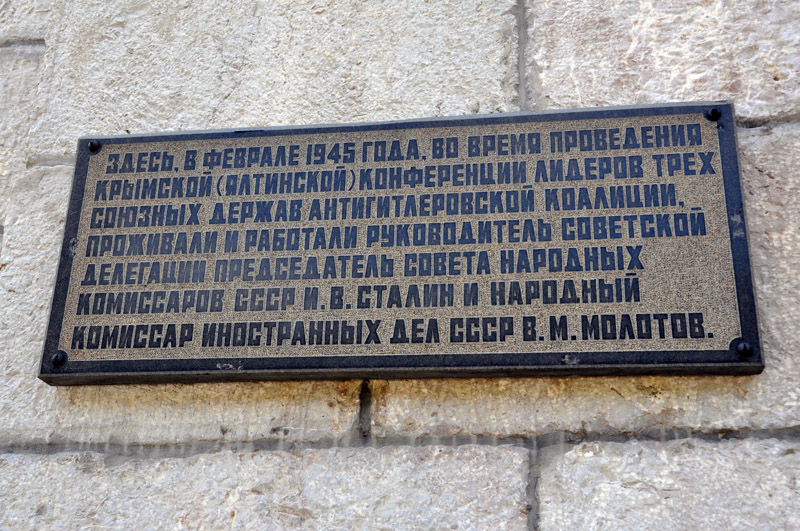 ЗДЕСЬ, В ФЕВРАЛЕ 1945 ГОДА, ВО ВРЕМЯ ПРОВЕДЕНИЯ
КРЫМСКОЙ (ЯЛТИНСКОЙ) КОНФЕРЕНЦИИ ЛИДЕРОВ ТРЕХ
СОЮЗНЫХ ДЕРЖАВ АНТИГИТЛЕРОВСКОЙ КОАЛИЦИИ,
ПРОЖИВАЛИ И РАБОТАЛИ РУКОВОДИТЕЛЬ СОВЕТСКОЙ
ДЕЛЕГАЦИИ ПРЕДСЕДАТЕЛЬ СОВЕТА НАРОДНЫХ
КОМИССАРОВ СССР И. В. СТАЛИН И НАРОДНЫЙ
КОМИССАР ИНОСТРАННЫХ ДЕЛ СССР В. М. МОЛОТОВ.